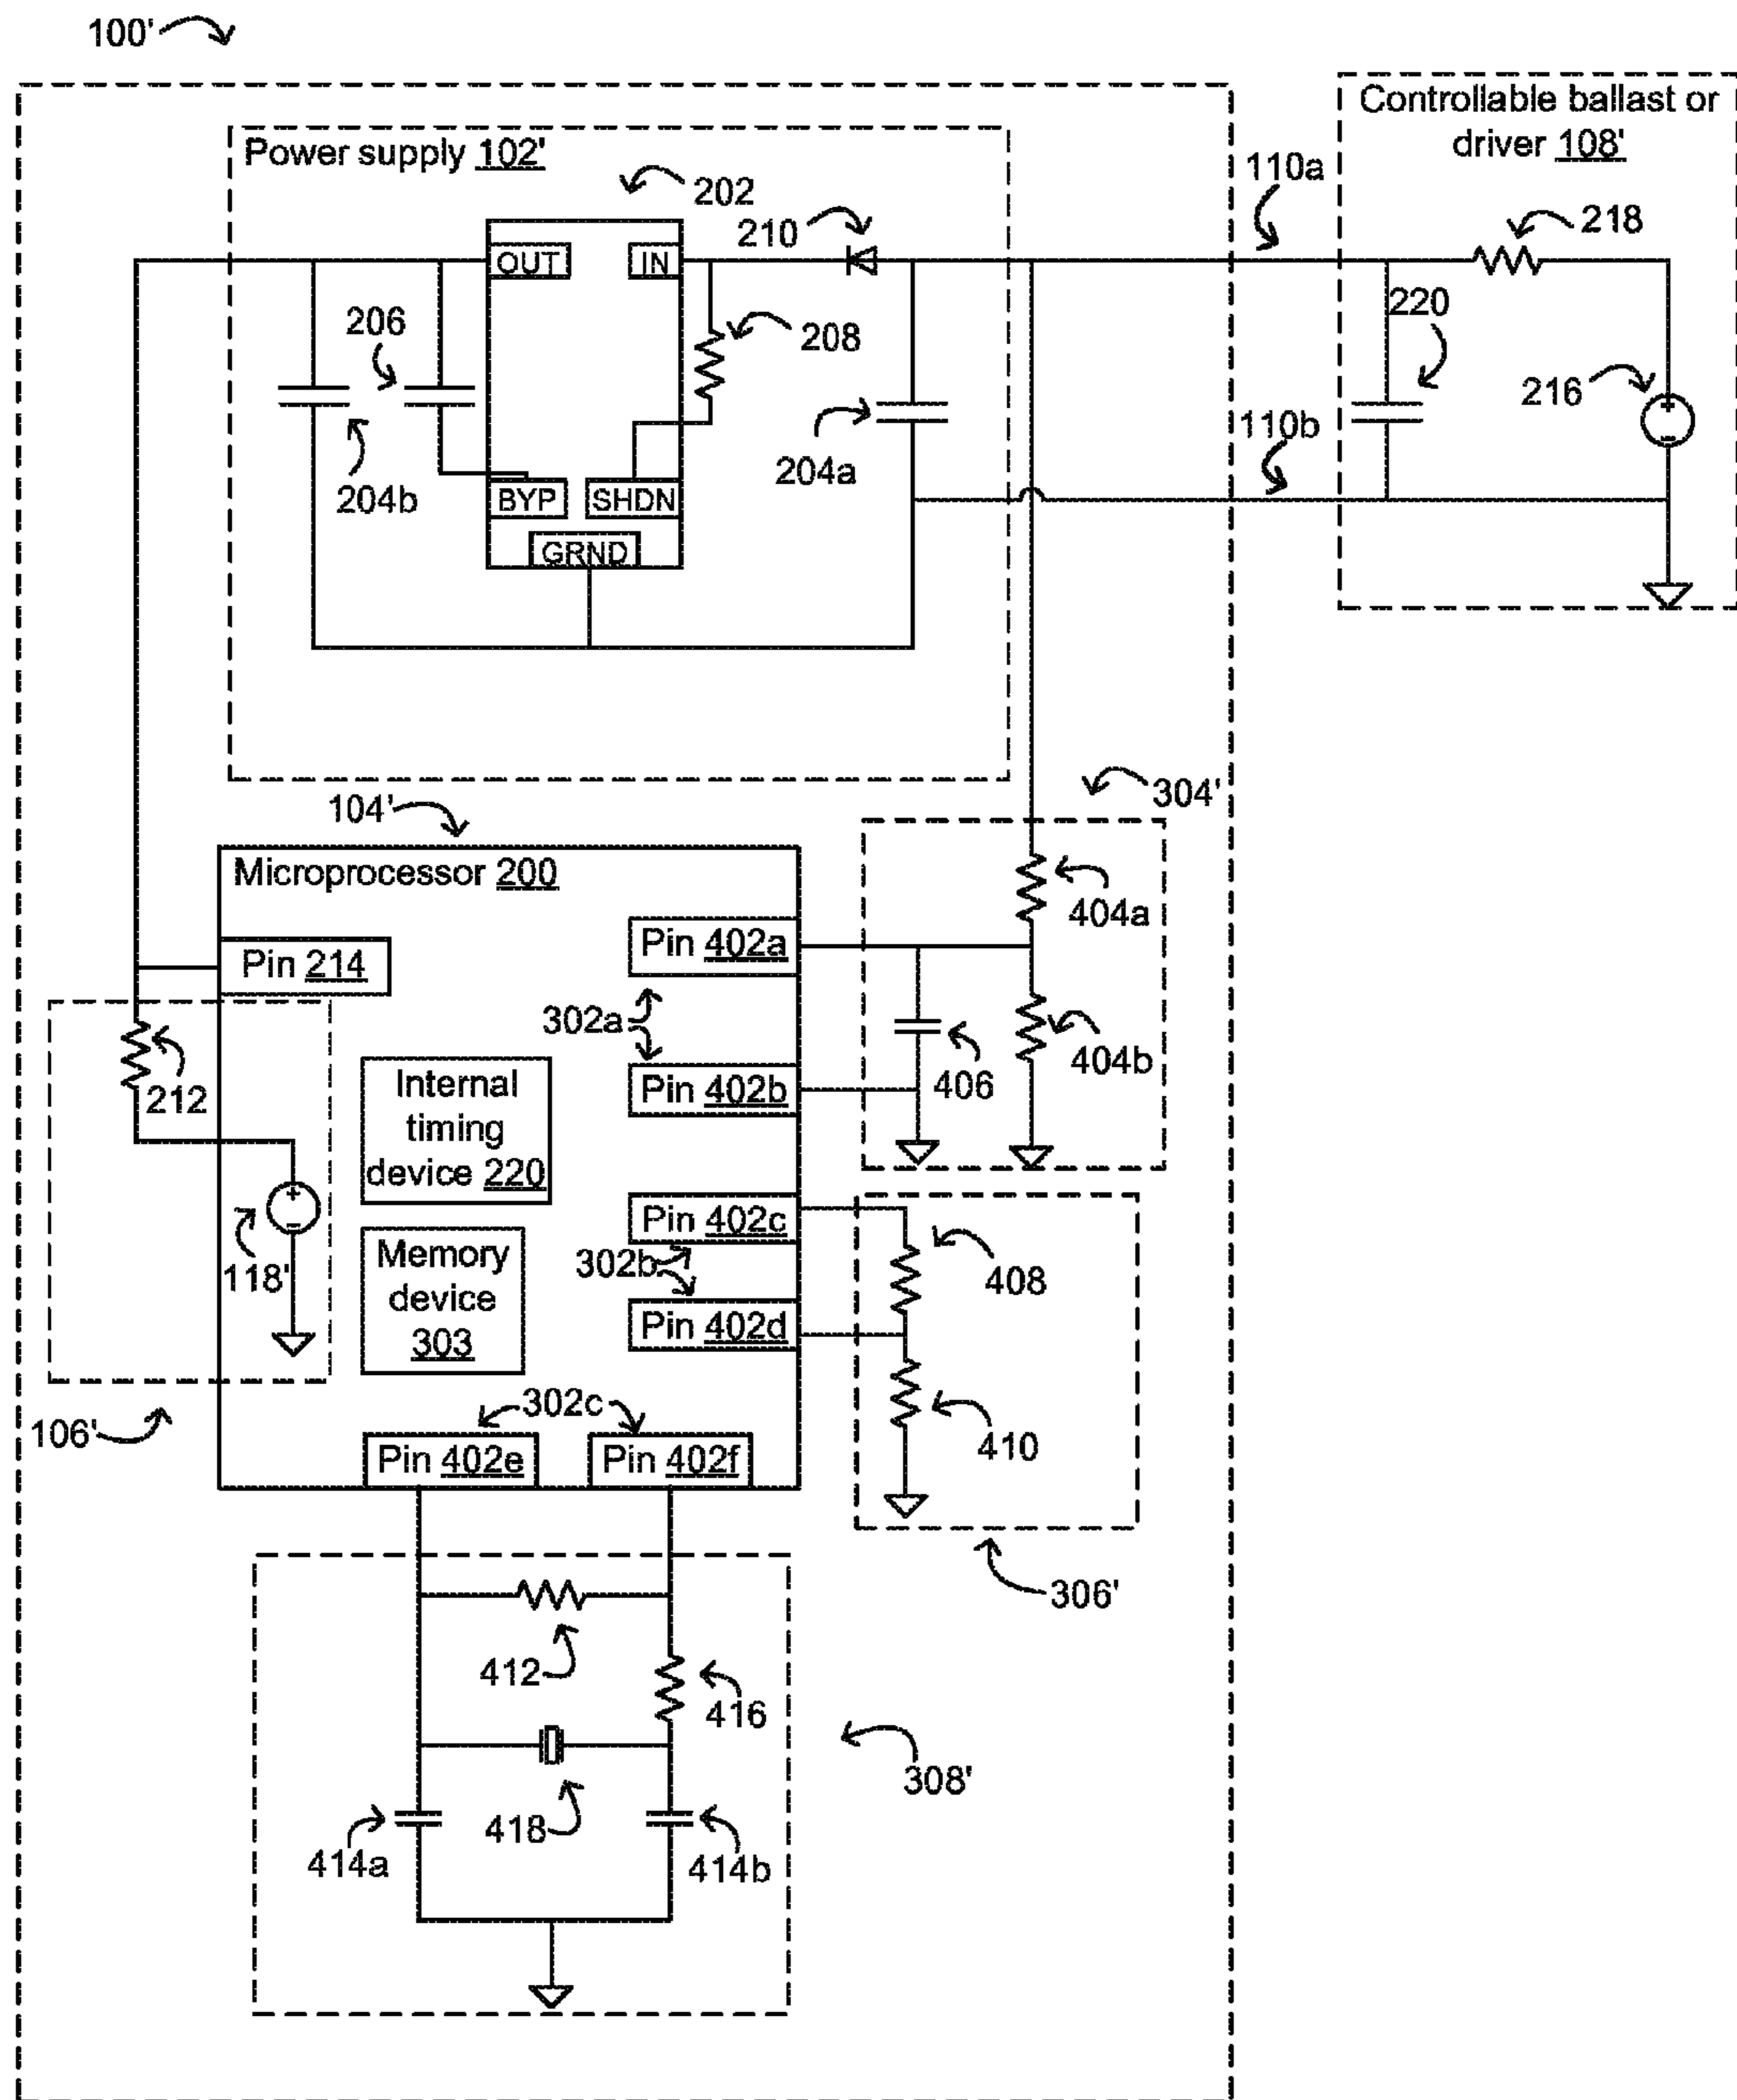 100'
Controllable ballast or
driver 108'
Power supply 102'
202
110a
210
218
OUT
IN
206
208
220
216
204b
204a
110b
BYP
SHDN
GRND
104'
304'
Microprocessor 200
404a
Pin 402a
Pin 214
302a
404b
212
406
Pin 402b
Internal
timing
device 220
Pin 402c
118'
302b
408
Memory
device
303
Pin 402d
302c
106'
410
Pin 402e
Pin 402f
306'
412
416
308'
418
414a
414b